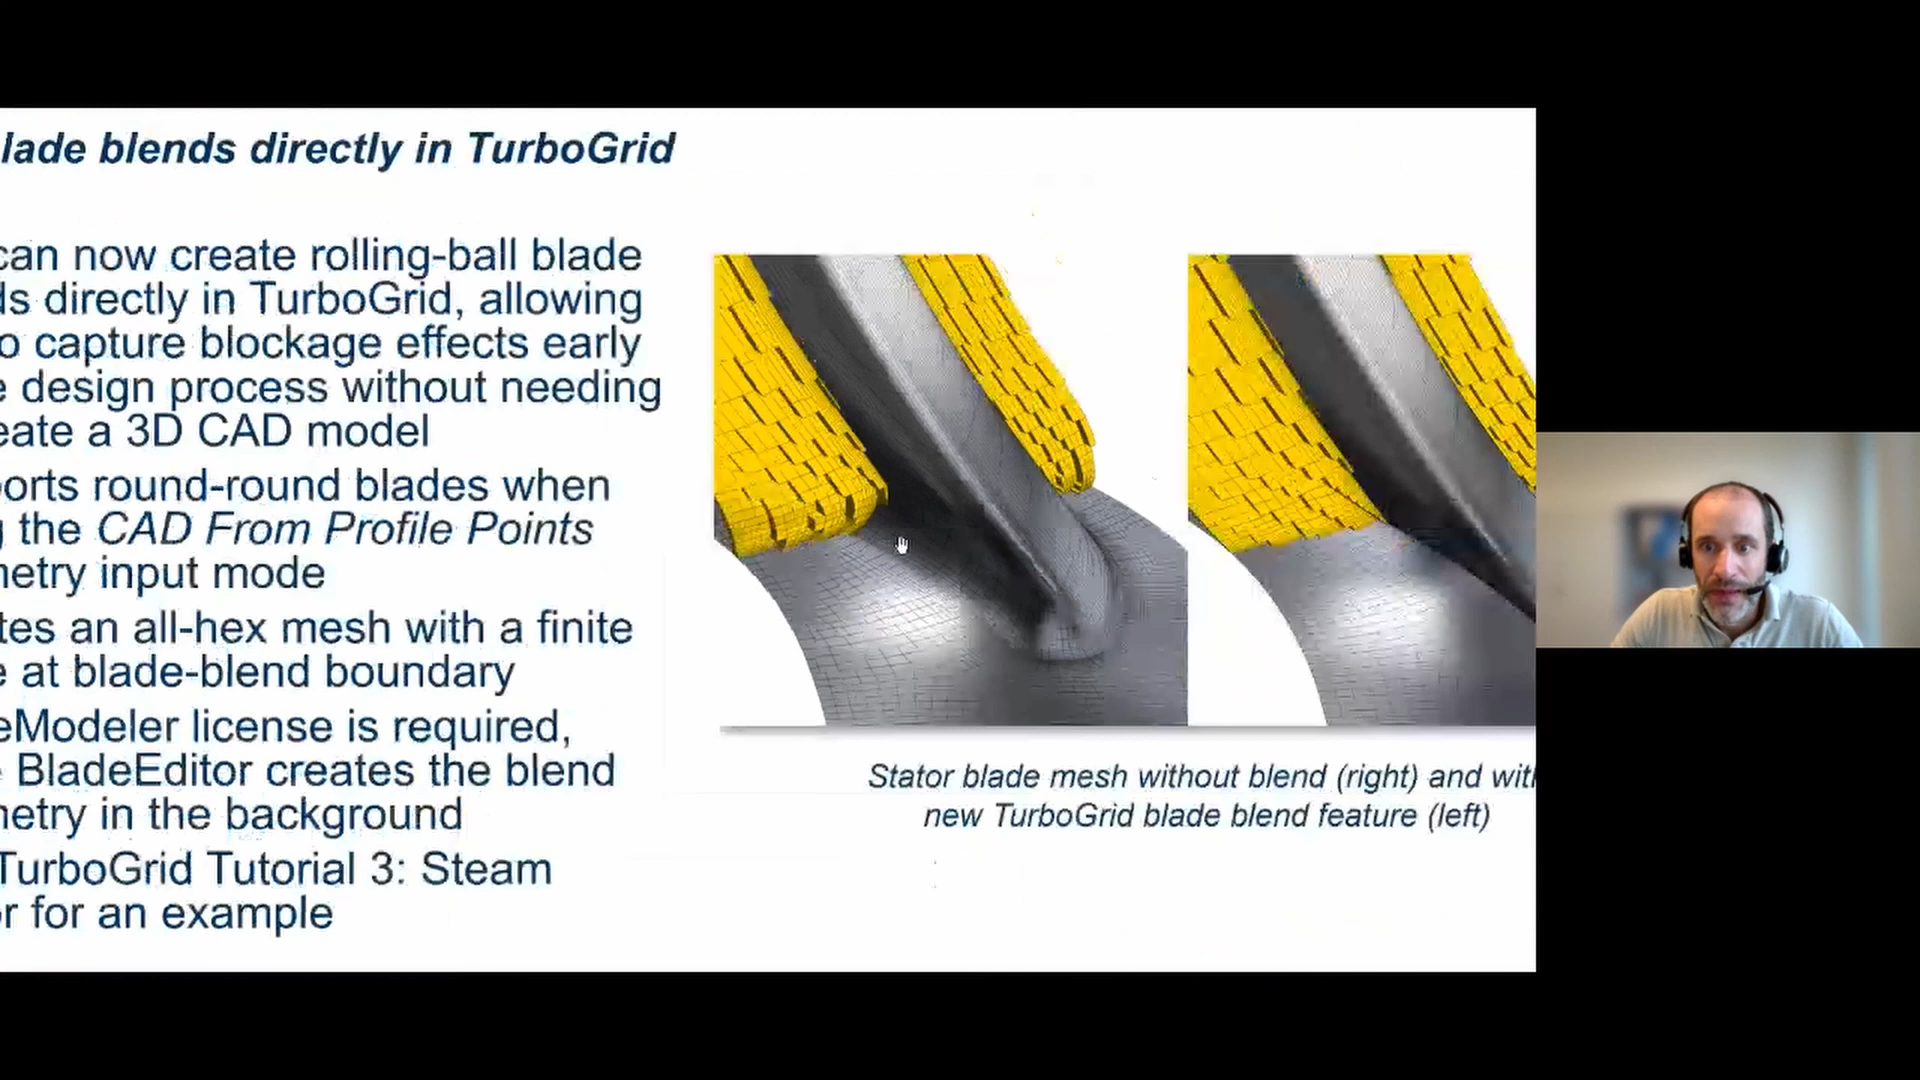 lade blends directly in TurboGrid
can now create rolling-ball blade
ds directly in TurboGrid, allowing
o capture blockage effects early
e design process without needing
eate a 3D CAD model
orts round-round blades when
g the CAD From Profile Points
metry input mode
tes an all-hex mesh with a finite
e at blade-blend boundary
eModeler license is required,
e BladeEditor creates the blend
metry in the background
TurboGrid Tutorial 3: Steam
or for an example
Stator blade mesh without blend (right) and with
new TurboGrid blade blend feature (left)